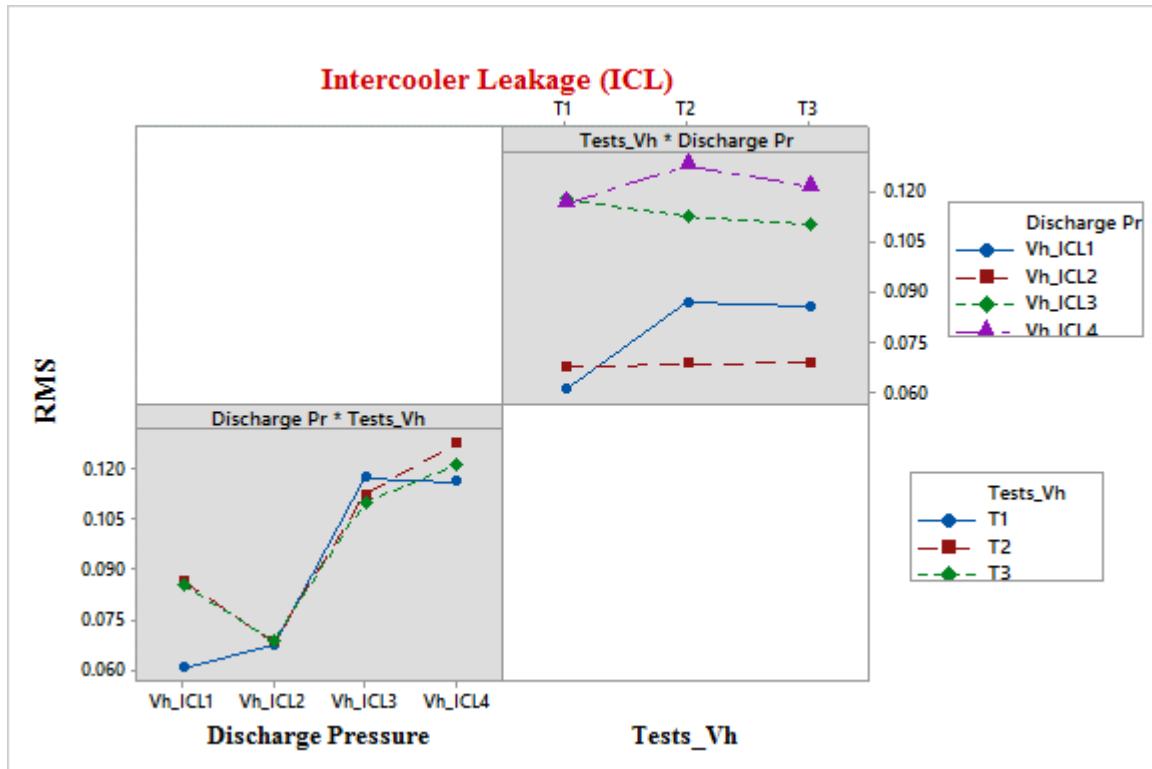 Intercooler Leakage (ICL)
T1 T2 T3
Tests_Vh * Discharge Pr
0.120
0.105
0.090
0.075
0.060
Discharge Pr
Vh_ICL1
Vh_ICL2
Vh_ICL3
Vh_ICL4
RMS
Discharge Pr * Tests_Vh
0.120
0.105
0.090
0.075
0.060
Tests_Vh
T1
T2
T3
Vh_ICL1 Vh_ICL2 Vh_ICL3 Vh_ICL4
Discharge Pressure
Tests_Vh